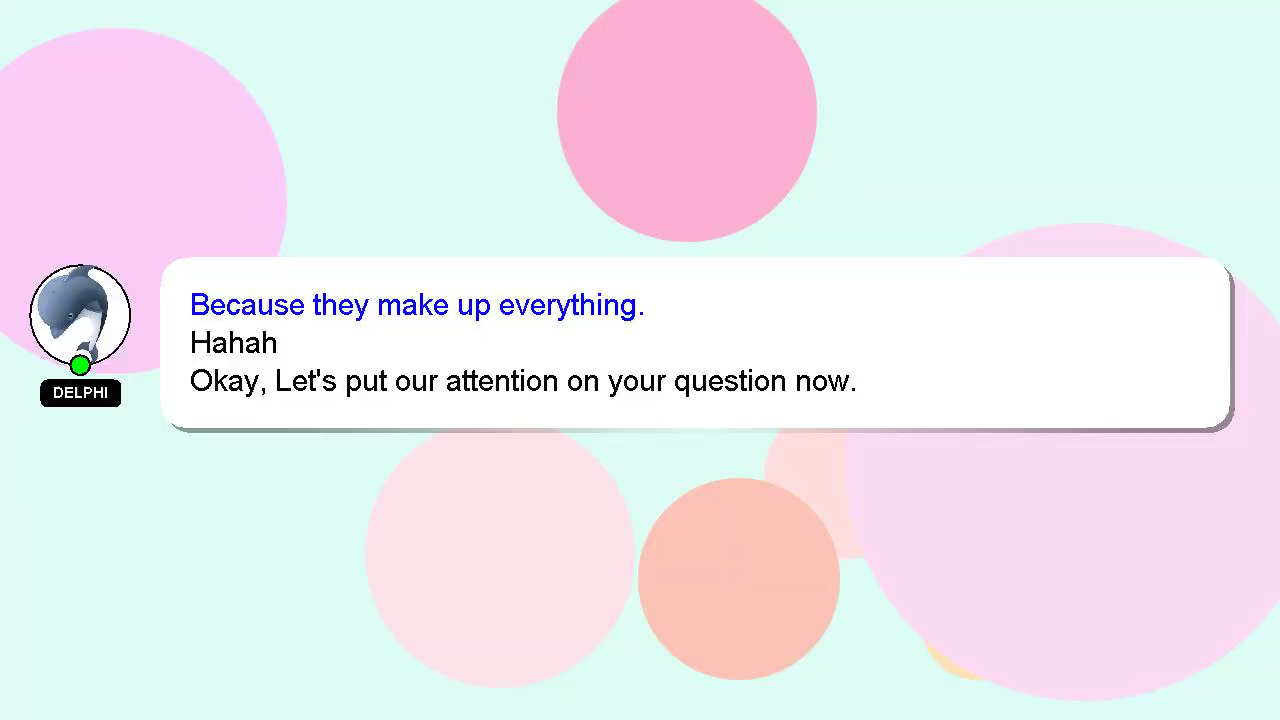 Because they make up everything.
Hahah
Okay, Let's put our attention on your question now.
DELPHI